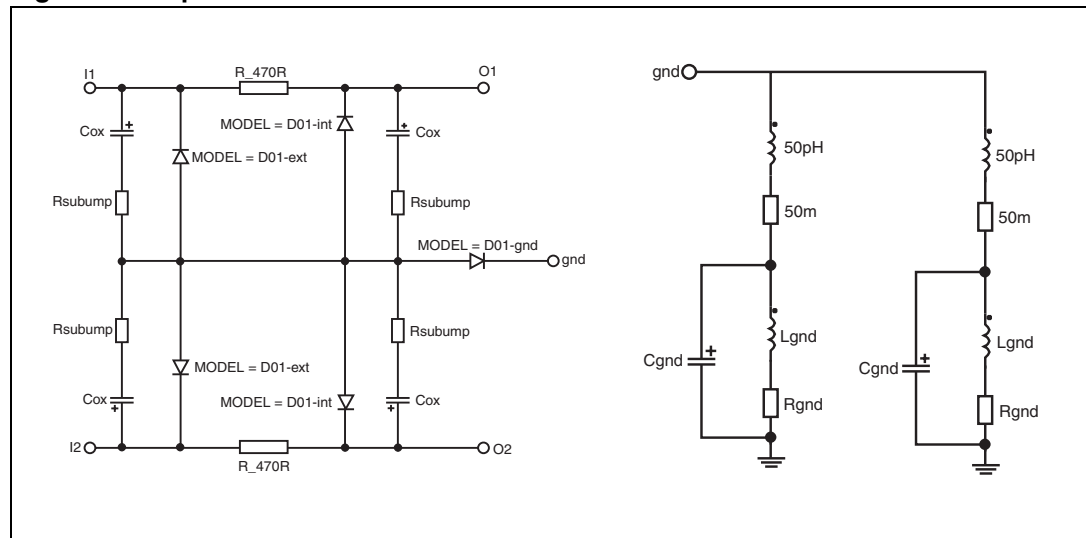 I1
R_470R
O1
Cox
+
MODEL = D01-int
+
Cox
MODEL = D01-ext
Rsubump
Rsubump
MODEL = D01-gnd
gnd
Rsubump
Rsubump
MODEL = D01-ext
Cox
+
MODEL = D01-int
+
Cox
I2
R_470R
O2
gnd
50pH
50pH
50m
50m
Lgnd
Lgnd
Cgnd
+
Cgnd
+
Rgnd
Rgnd